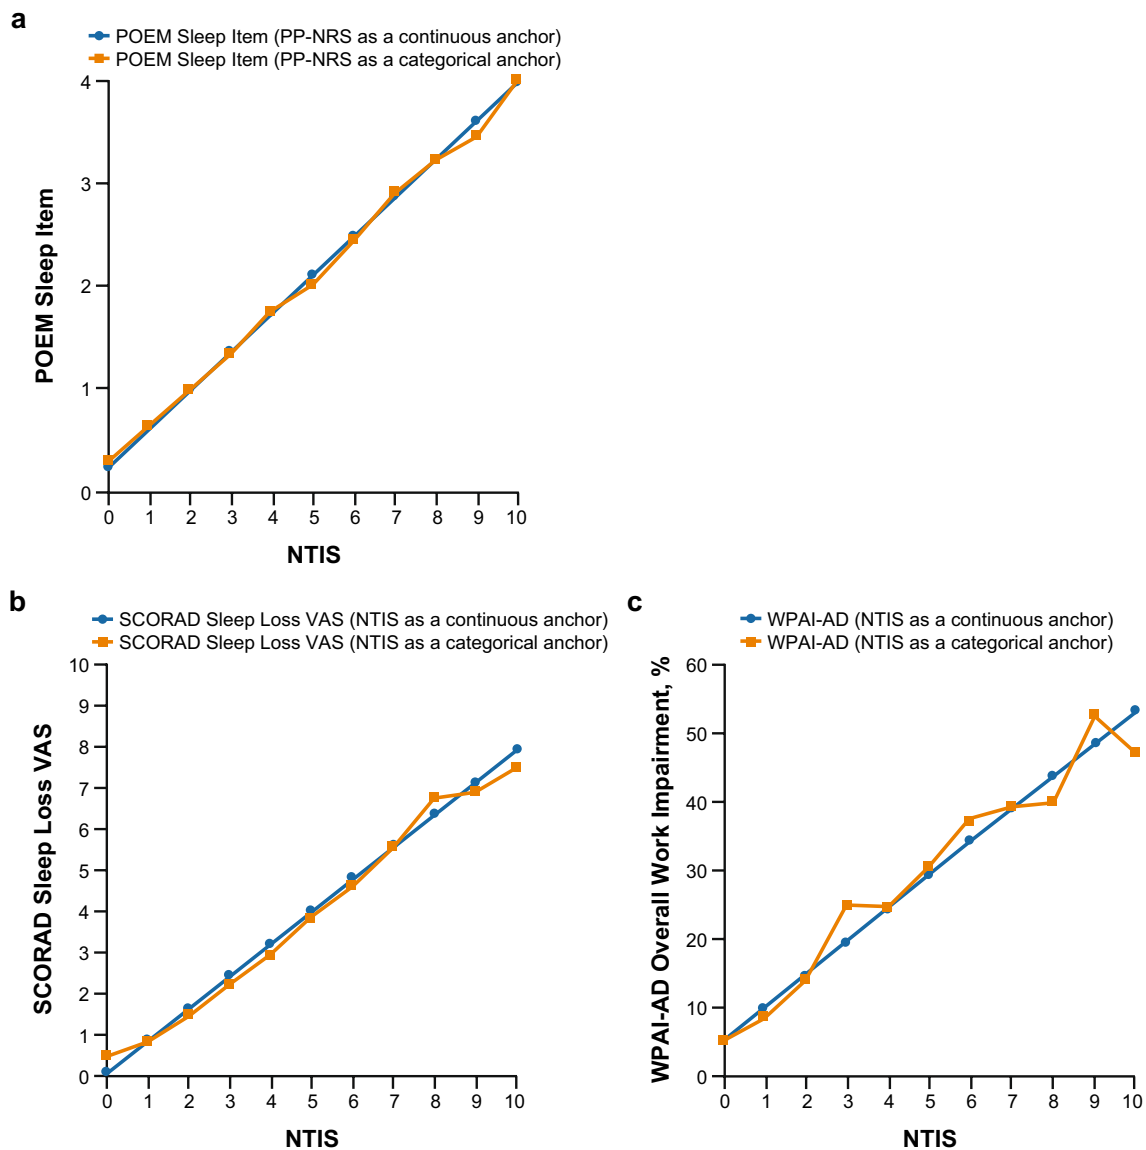 a
POEM Sleep Item (PP-NRS as a continuous anchor)
POEM Sleep Item (PP-NRS as a categorical anchor)
POEM Sleep Item
4
3
2
1
0
0 1 2 3 4 5 6 7 8 9 10
NTIS
b
SCORAD Sleep Loss VAS (NTIS as a continuous anchor)
SCORAD Sleep Loss VAS (NTIS as a categorical anchor)
SCORAD Sleep Loss VAS
10
9
8
7
6
5
4
3
2
1
0
0 1 2 3 4 5 6 7 8 9 10
NTIS
c
WPAI-AD (NTIS as a continuous anchor)
WPAI-AD (NTIS as a categorical anchor)
WPAI-AD Overall Work Impairment, %
60
50
40
30
20
10
0
0 1 2 3 4 5 6 7 8 9 10
NTIS